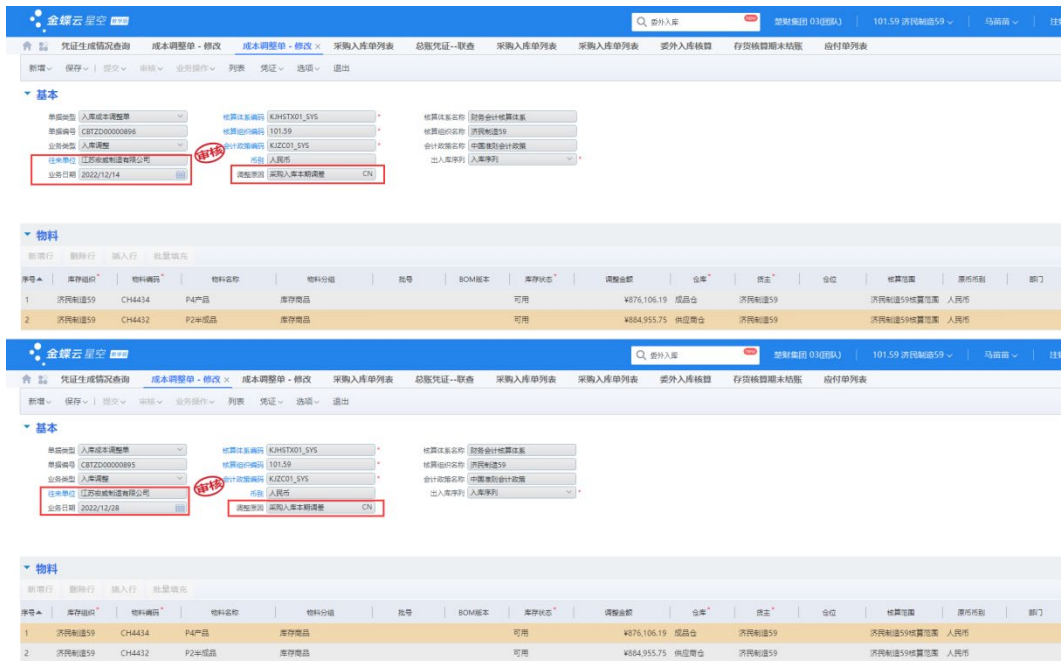 金蝶云 星空
委外入库 楚财集团 03(团队) 101.59 济民制造59 马苗苗
凭证生成情况查询 成本调整单 - 修改 成本调整单 - 修改 × 采购入库单列表 总账凭证--联查 采购入库单列表 采购入库单列表 委外入库核算 存货核算期末结账 应付单列表
新增 保存 提交 审核 业务操作 列表 凭证 选项 退出
基本
单据类型 入库成本调整单 核算体系编码 KJHSTX01_SYS 核算体系名称 财务会计核算体系
单据编号 CBTZD00000896 核算组织编码 101.59 核算组织名称 济民制造59
业务类型 入库调整 会计政策编码 KJZC01_SYS 会计政策名称 中国准则会计政策
往来单位 币别 人民币 出入库序列 入库序列
审核
业务日期 2022/12/14 调整原因 采购入库本期调差 CN
物料
新增行 删除行 插入行 批量填充
序号 库存组织 物料编码 物料名称 物料分组 批号 BOM版本 库存状态 调整金额 仓库 货主 仓位 核算范围 原币币别 部门
1 济民制造59 CH4434 P4产品 库存商品 可用 ¥876,106.19 成品仓 济民制造59 济民制造59核算范围 人民币
2 济民制造59 CH4432 P2半成品 库存商品 可用 ¥884,955.75 供应商仓 济民制造59 济民制造59核算范围 人民币
金蝶云 星空
委外入库 楚财集团 03(团队) 101.59 济民制造59 马苗苗
凭证生成情况查询 成本调整单 - 修改 × 成本调整单 - 修改 采购入库单列表 总账凭证--联查 采购入库单列表 采购入库单列表 委外入库核算 存货核算期末结账 应付单列表
新增 保存 提交 审核 业务操作 列表 凭证 选项 退出
基本
单据类型 入库成本调整单 核算体系编码 KJHSTX01_SYS 核算体系名称 财务会计核算体系
单据编号 CBTZD00000895 核算组织编码 101.59 核算组织名称 济民制造59
业务类型 入库调整 会计政策编码 KJZC01_SYS 会计政策名称 中国准则会计政策
往来单位 币别 人民币 出入库序列 入库序列
审核
业务日期 2022/12/28 调整原因 采购入库本期调差 CN
物料
新增行 删除行 插入行 批量填充
序号 库存组织 物料编码 物料名称 物料分组 批号 BOM版本 库存状态 调整金额 仓库 货主 仓位 核算范围 原币币别 部门
1 济民制造59 CH4434 P4产品 库存商品 可用 ¥876,106.19 成品仓 济民制造59 济民制造59核算范围 人民币
2 济民制造59 CH4432 P2半成品 库存商品 可用 ¥884,955.75 供应商仓 济民制造59 济民制造59核算范围 人民币